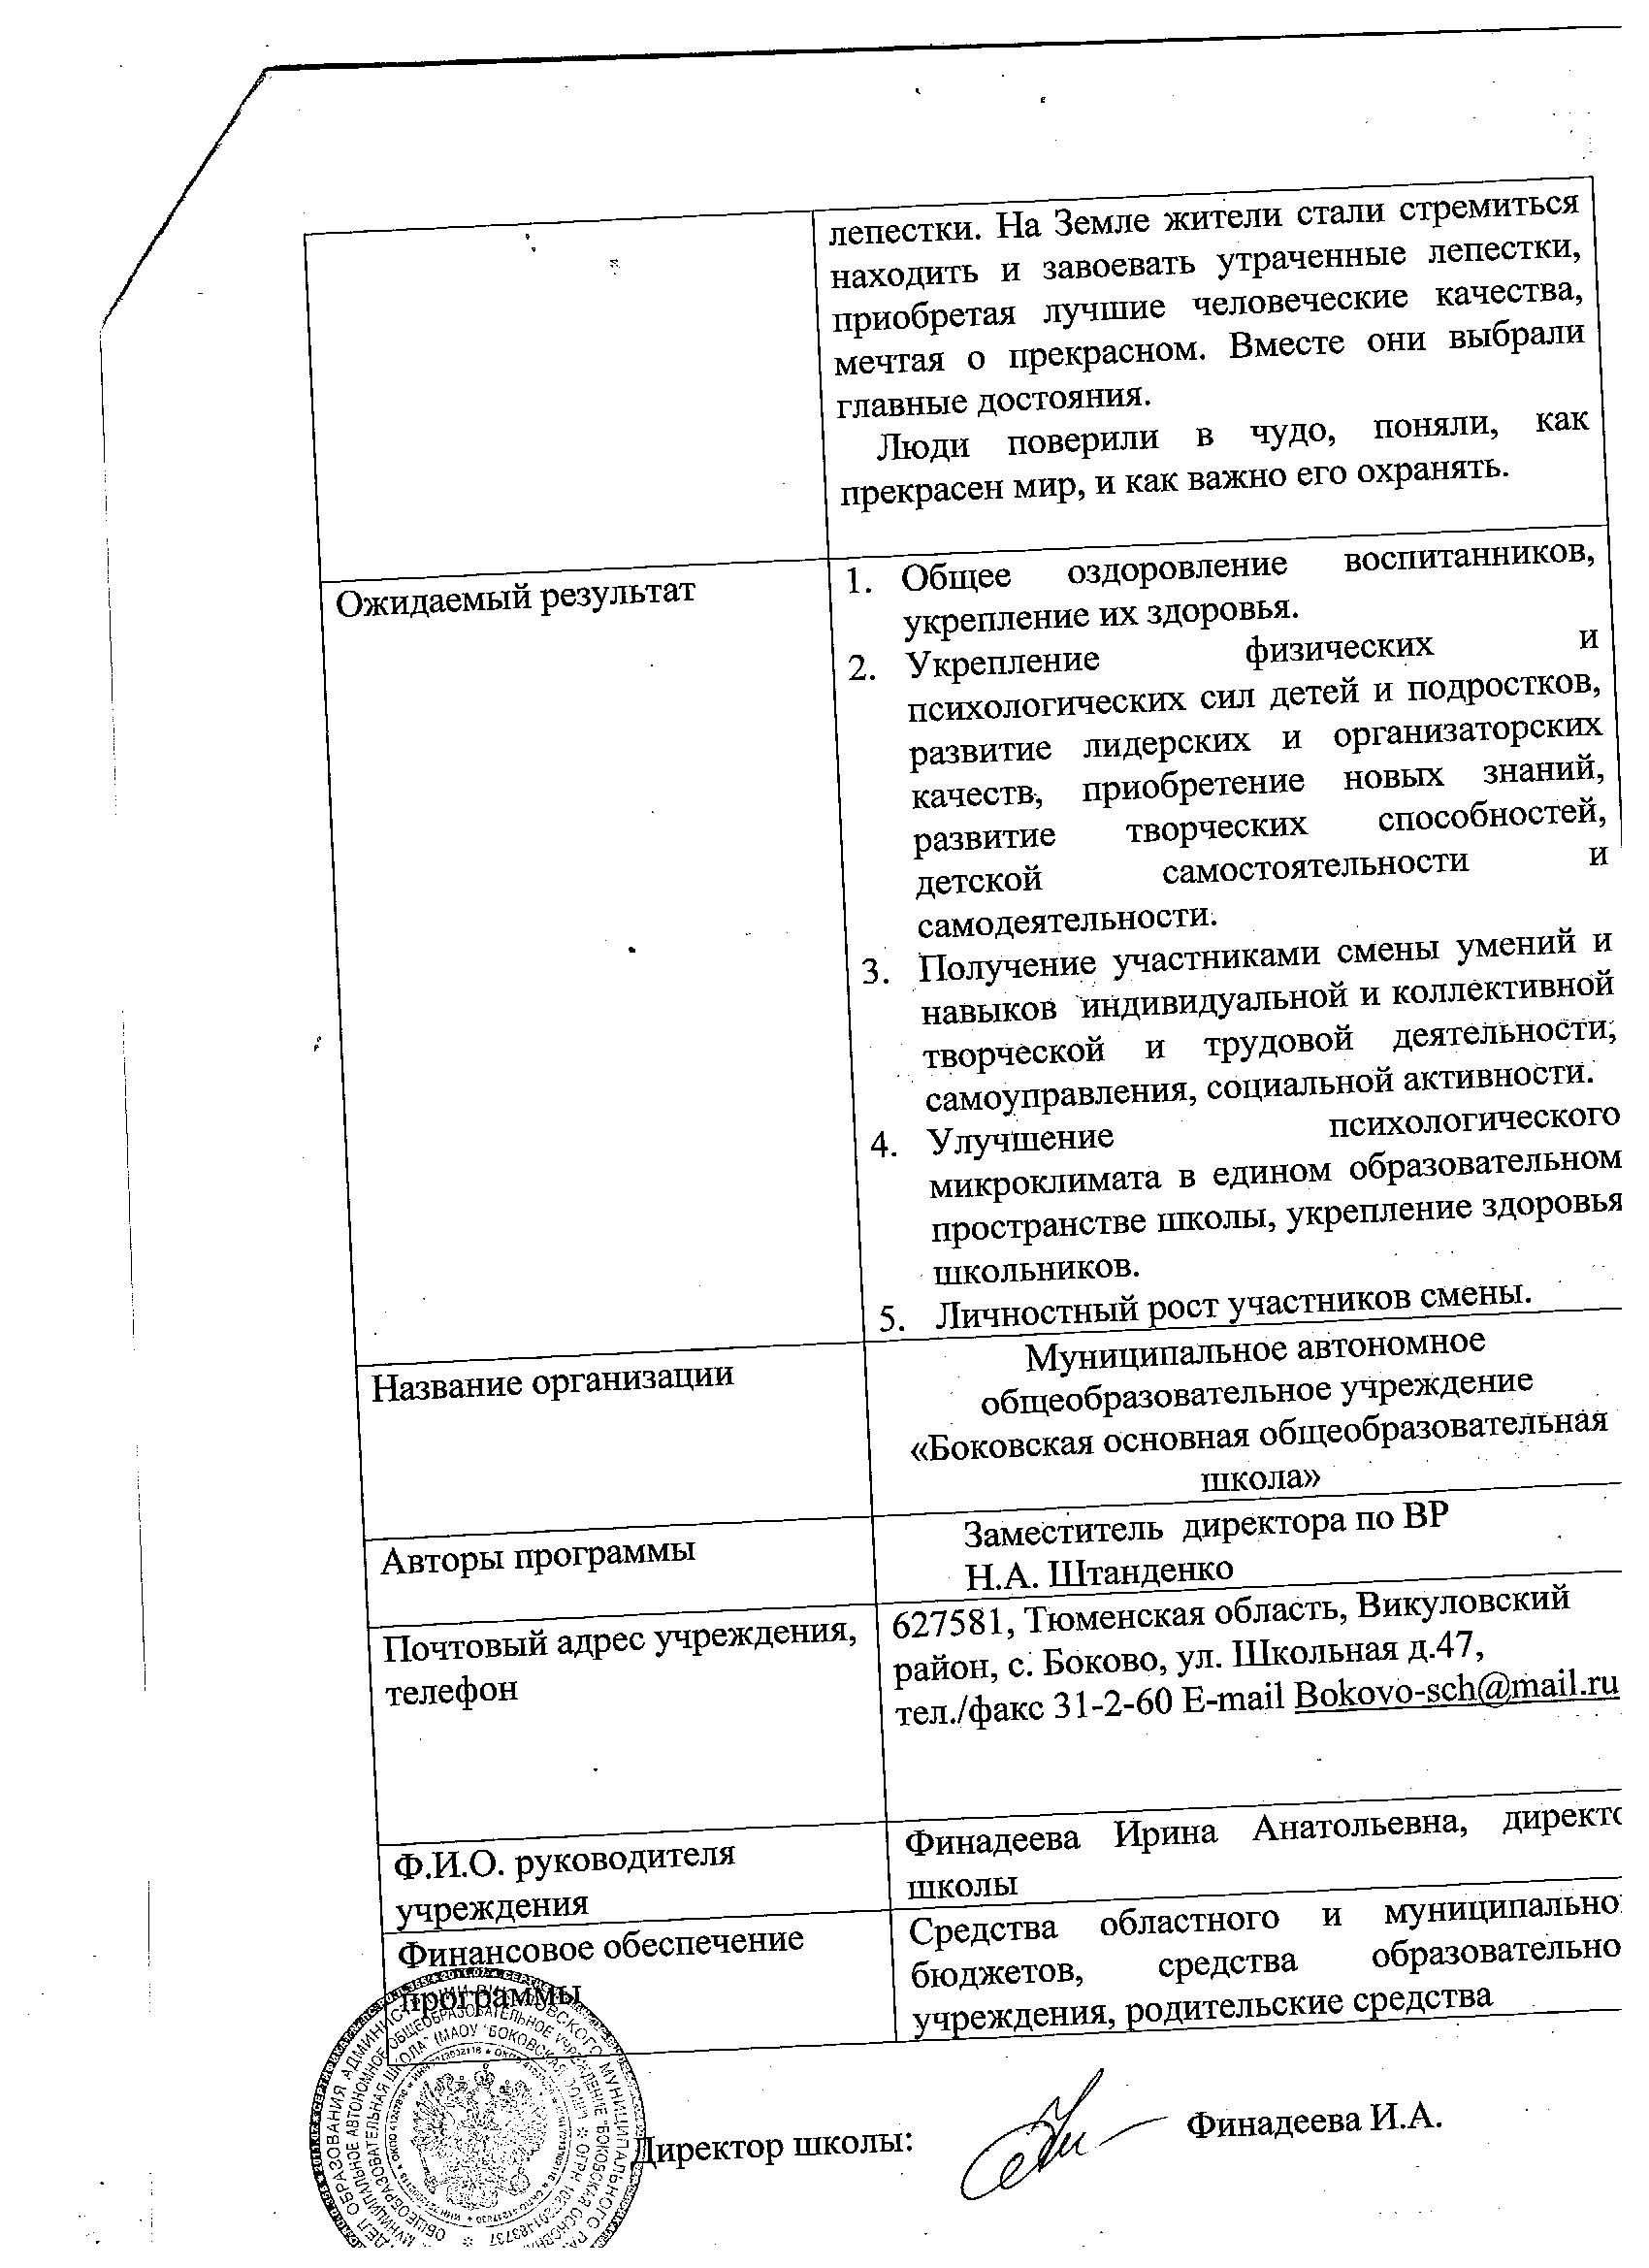 лепестки. На Земле жители стали стремиться
находить и завоевать утраченные лепестки,
приобретая лучшие человеческие качества,
мечтая о прекрасном. Вместе они выбрали
главные достояния.
Люди поверили в чудо, поняли, как
прекрасен мир, и как важно его охранять.
Ожидаемый результат
1. Общее оздоровление воспитанников,
укрепление их здоровья.
2. Укрепление физических и
психологических сил детей и подростков,
развитие лидерских и организаторских
качеств, приобретение новых знаний,
развитие творческих способностей,
детской самостоятельности и
самодеятельности.
3. Получение участниками смены умений и
навыков индивидуальной и коллективной
творческой и трудовой деятельности,
самоуправления, социальной активности.
4. Улучшение психологического
микроклимата в едином образовательном
пространстве школы, укрепление здоровья
школьников.
5. Личностный рост участников смены.
Название организации
Муниципальное автономное
общеобразовательное учреждение
«Боковская основная общеобразовательная
школа»
Авторы программы
Заместитель директора по ВР
Н.А. Штанденко
Почтовый адрес учреждения,
телефон
627581, Тюменская область, Викуловский
район, с. Боково, ул. Школьная д.47,
тел./факс 31-2-60 E-mail Bokovo-sch@mail.ru
Ф.И.О. руководителя
учреждения
Финадеева Ирина Анатольевна, директо
школы
Финансовое обеспечение
программы
Средства областного и муниципально
бюджетов, средства образовательно
учреждения, родительские средства
Директор школы:
Финадеева И.А.